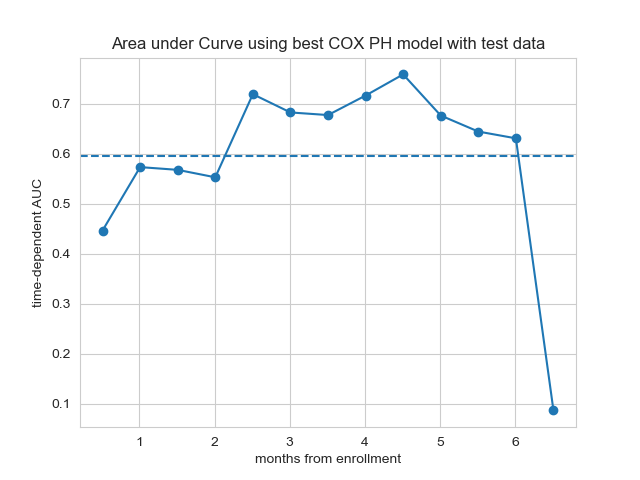 Area under Curve using best COX PH model with test data
time-dependent AUC
0.7
0.6
0.5
0.4
0.3
0.2
0.1
1 2 3 4 5 6
months from enrollment